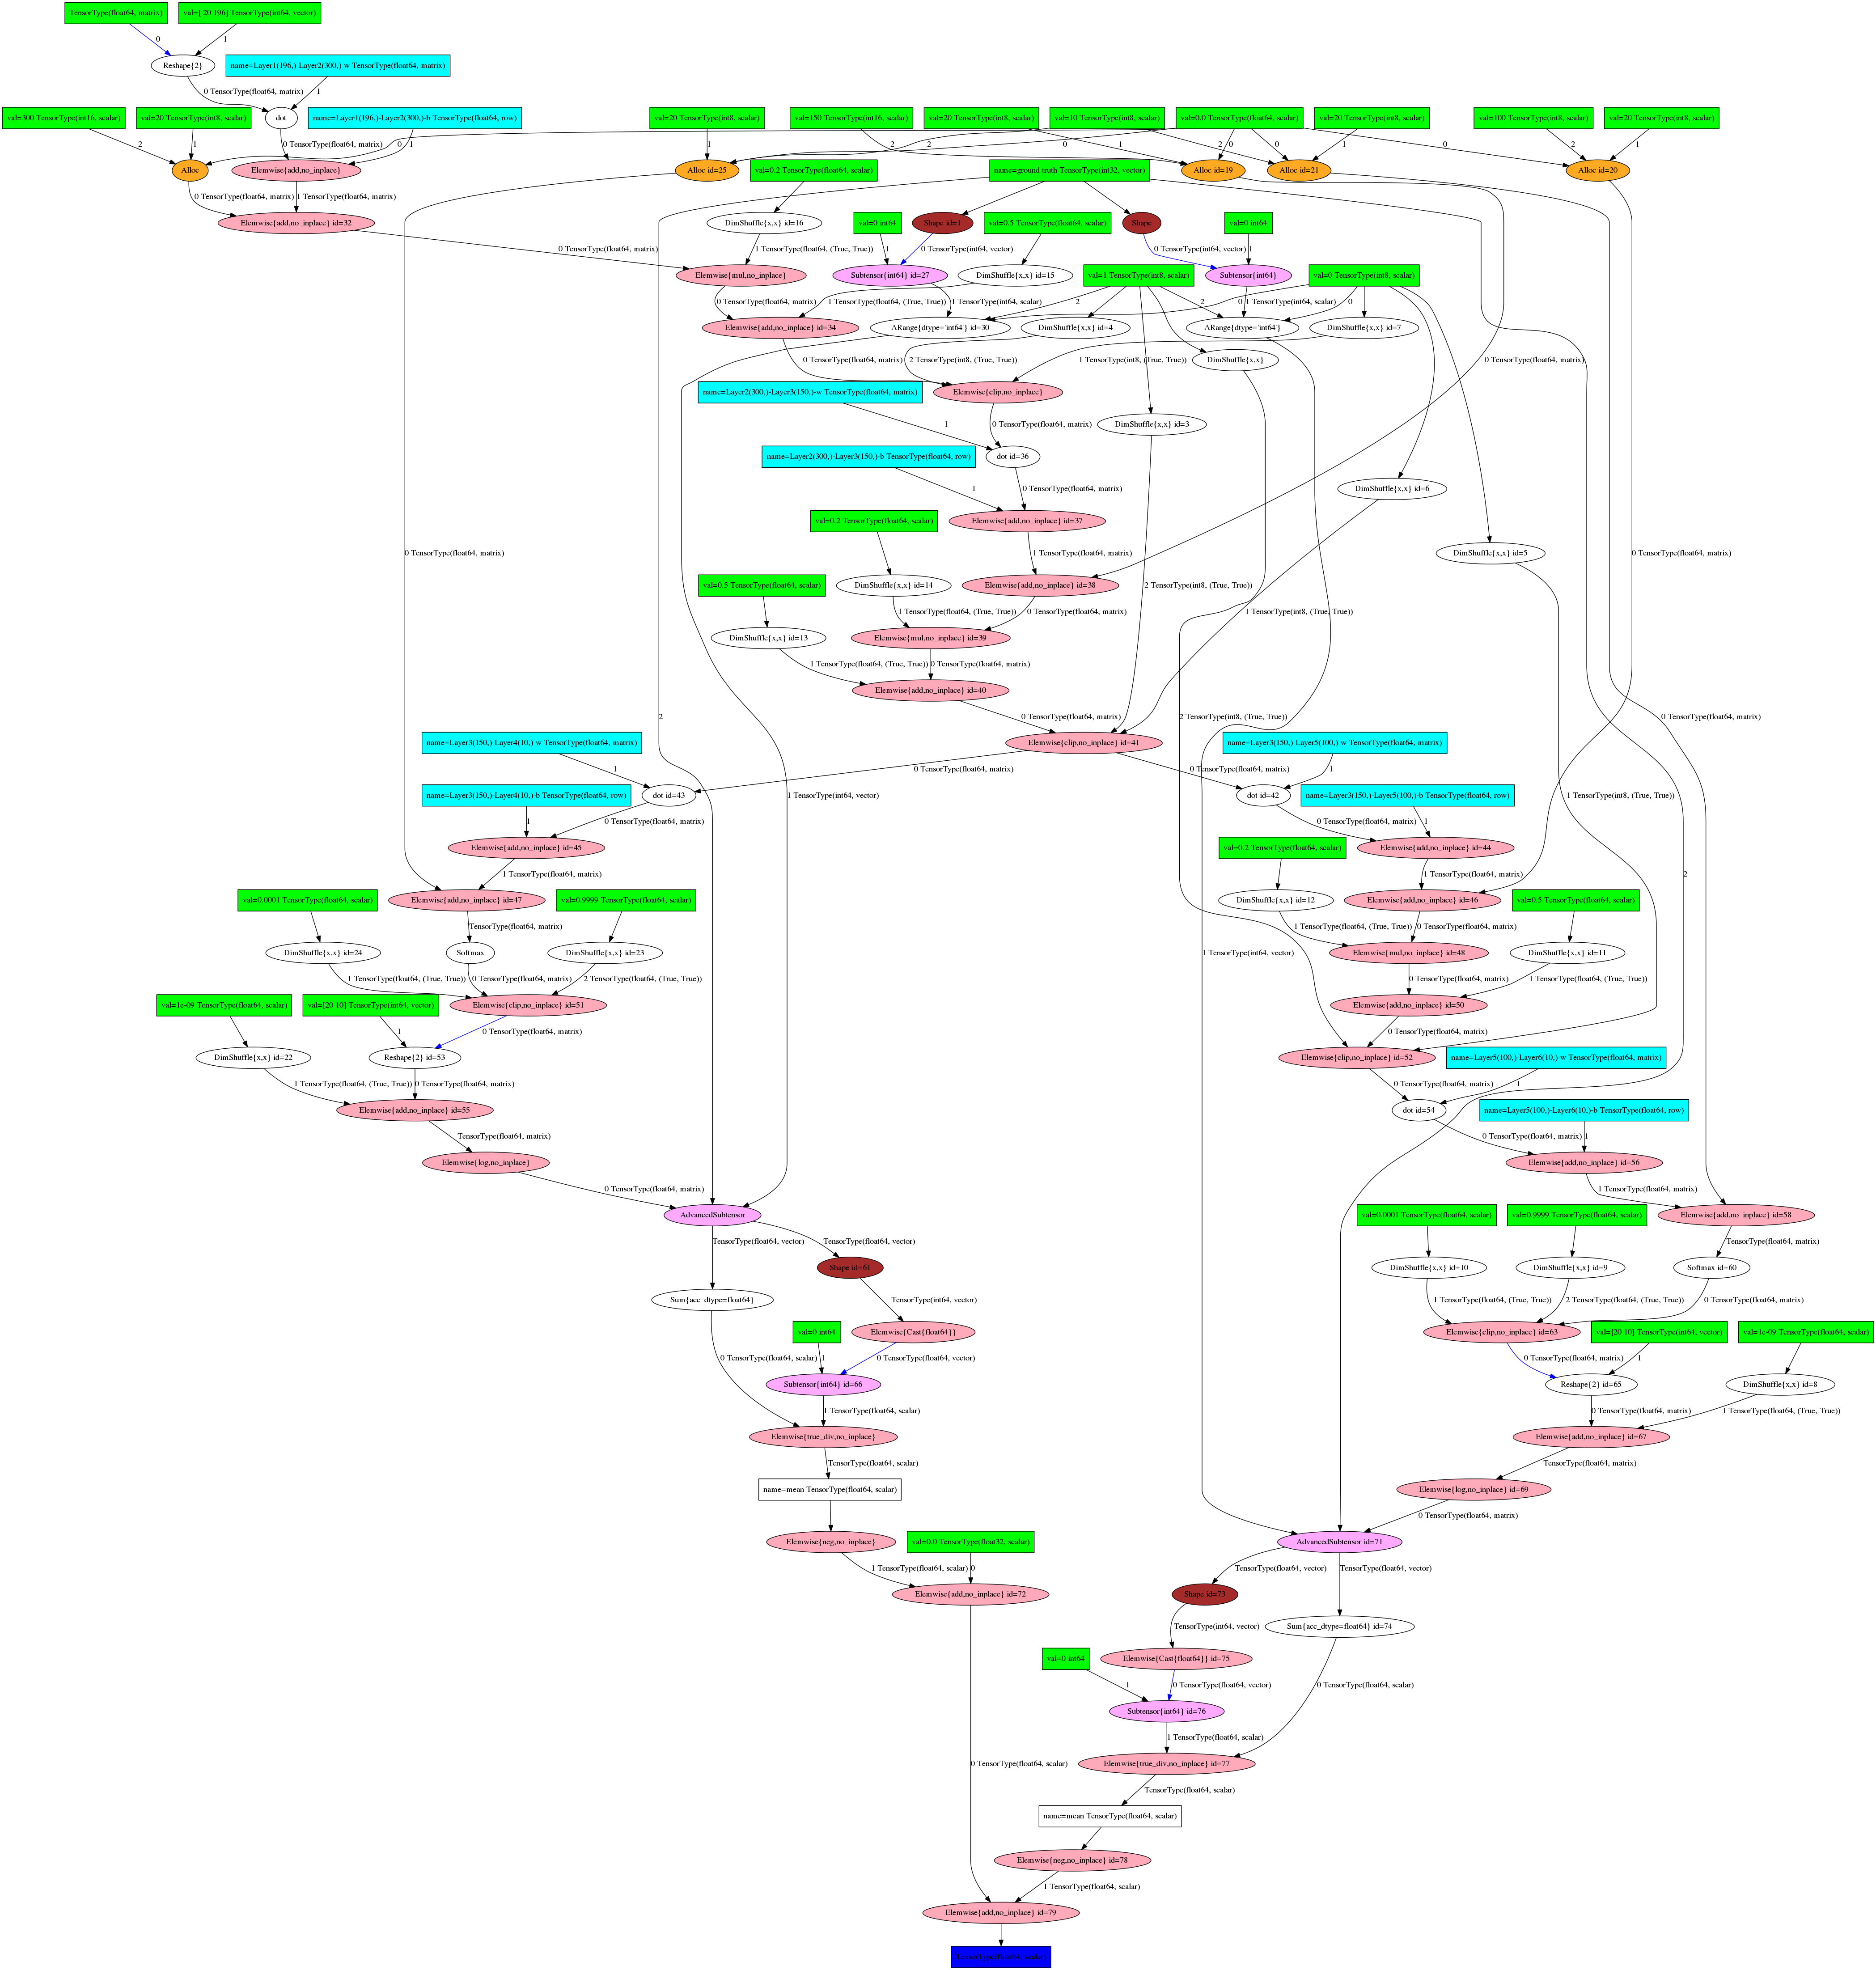 TensorType(float64, matrix)
val=[ 20 196] TensorType(int64, vector)
0
1
Reshape{2}
name=Layer1(196,)-Layer2(300,)-w TensorType(float64, matrix)
0 TensorType(float64, matrix)
1
val=300 TensorType(int16, scalar)
val=20 TensorType(int8, scalar)
dot
name=Layer1(196,)-Layer2(300,)-b TensorType(float64, row)
val=20 TensorType(int8, scalar)
val=150 TensorType(int16, scalar)
val=20 TensorType(int8, scalar)
val=10 TensorType(int8, scalar)
val=0.0 TensorType(float64, scalar)
val=20 TensorType(int8, scalar)
val=100 TensorType(int8, scalar)
val=20 TensorType(int8, scalar)
2
1
0 TensorType(float64, matrix)
0
1
1
2
2
0
1
0
2
0
1
0
2
1
Alloc
Elemwise{add,no_inplace}
Alloc id=25
val=0.2 TensorType(float64, scalar)
name=ground truth TensorType(int32, vector)
Alloc id=19
Alloc id=21
Alloc id=20
0 TensorType(float64, matrix)
1 TensorType(float64, matrix)
Elemwise{add,no_inplace} id=32
DimShuffle{x,x} id=16
val=0 int64
Shape id=1
val=0.5 TensorType(float64, scalar)
Shape
val=0 int64
0 TensorType(float64, matrix)
1 TensorType(float64, (True, True))
1
0 TensorType(int64, vector)
0 TensorType(int64, vector)
1
Elemwise{mul,no_inplace}
Subtensor{int64} id=27
DimShuffle{x,x} id=15
val=1 TensorType(int8, scalar)
Subtensor{int64}
val=0 TensorType(int8, scalar)
0 TensorType(float64, matrix)
1 TensorType(float64, (True, True))
1 TensorType(int64, scalar)
2
2
0
1 TensorType(int64, scalar)
0
Elemwise{add,no_inplace} id=34
ARange{dtype='int64'} id=30
DimShuffle{x,x} id=4
ARange{dtype='int64'}
DimShuffle{x,x} id=7
0 TensorType(float64, matrix)
2 TensorType(int8, (True, True))
1 TensorType(int8, (True, True))
DimShuffle{x,x}
0 TensorType(float64, matrix)
name=Layer2(300,)-Layer3(150,)-w TensorType(float64, matrix)
Elemwise{clip,no_inplace}
1
0 TensorType(float64, matrix)
DimShuffle{x,x} id=3
name=Layer2(300,)-Layer3(150,)-b TensorType(float64, row)
dot id=36
1
0 TensorType(float64, matrix)
DimShuffle{x,x} id=6
val=0.2 TensorType(float64, scalar)
Elemwise{add,no_inplace} id=37
0 TensorType(float64, matrix)
1 TensorType(float64, matrix)
DimShuffle{x,x} id=5
0 TensorType(float64, matrix)
val=0.5 TensorType(float64, scalar)
DimShuffle{x,x} id=14
Elemwise{add,no_inplace} id=38
2 TensorType(int8, (True, True))
1 TensorType(float64, (True, True))
0 TensorType(float64, matrix)
1 TensorType(int8, (True, True))
DimShuffle{x,x} id=13
Elemwise{mul,no_inplace} id=39
1 TensorType(float64, (True, True))
0 TensorType(float64, matrix)
Elemwise{add,no_inplace} id=40
2
0 TensorType(float64, matrix)
2 TensorType(int8, (True, True))
0 TensorType(float64, matrix)
name=Layer3(150,)-Layer4(10,)-w TensorType(float64, matrix)
Elemwise{clip,no_inplace} id=41
name=Layer3(150,)-Layer5(100,)-w TensorType(float64, matrix)
1
0 TensorType(float64, matrix)
0 TensorType(float64, matrix)
1
name=Layer3(150,)-Layer4(10,)-b TensorType(float64, row)
dot id=43
1 TensorType(int64, vector)
dot id=42
name=Layer3(150,)-Layer5(100,)-b TensorType(float64, row)
1 TensorType(int8, (True, True))
1
0 TensorType(float64, matrix)
0 TensorType(float64, matrix)
1
Elemwise{add,no_inplace} id=45
val=0.2 TensorType(float64, scalar)
Elemwise{add,no_inplace} id=44
1 TensorType(float64, matrix)
1 TensorType(float64, matrix)
2
val=0.0001 TensorType(float64, scalar)
Elemwise{add,no_inplace} id=47
val=0.9999 TensorType(float64, scalar)
DimShuffle{x,x} id=12
Elemwise{add,no_inplace} id=46
val=0.5 TensorType(float64, scalar)
TensorType(float64, matrix)
1 TensorType(float64, (True, True))
0 TensorType(float64, matrix)
DimShuffle{x,x} id=24
Softmax
DimShuffle{x,x} id=23
1 TensorType(int64, vector)
Elemwise{mul,no_inplace} id=48
DimShuffle{x,x} id=11
1 TensorType(float64, (True, True))
0 TensorType(float64, matrix)
2 TensorType(float64, (True, True))
0 TensorType(float64, matrix)
1 TensorType(float64, (True, True))
val=1e-09 TensorType(float64, scalar)
val=[20 10] TensorType(int64, vector)
Elemwise{clip,no_inplace} id=51
Elemwise{add,no_inplace} id=50
1
0 TensorType(float64, matrix)
0 TensorType(float64, matrix)
DimShuffle{x,x} id=22
Reshape{2} id=53
Elemwise{clip,no_inplace} id=52
name=Layer5(100,)-Layer6(10,)-w TensorType(float64, matrix)
1 TensorType(float64, (True, True))
0 TensorType(float64, matrix)
0 TensorType(float64, matrix)
1
Elemwise{add,no_inplace} id=55
dot id=54
name=Layer5(100,)-Layer6(10,)-b TensorType(float64, row)
TensorType(float64, matrix)
0 TensorType(float64, matrix)
1
Elemwise{log,no_inplace}
Elemwise{add,no_inplace} id=56
0 TensorType(float64, matrix)
1 TensorType(float64, matrix)
AdvancedSubtensor
val=0.0001 TensorType(float64, scalar)
val=0.9999 TensorType(float64, scalar)
Elemwise{add,no_inplace} id=58
TensorType(float64, vector)
TensorType(float64, vector)
TensorType(float64, matrix)
Shape id=61
DimShuffle{x,x} id=10
DimShuffle{x,x} id=9
Softmax id=60
Sum{acc_dtype=float64}
TensorType(int64, vector)
1 TensorType(float64, (True, True))
2 TensorType(float64, (True, True))
0 TensorType(float64, matrix)
val=0 int64
Elemwise{Cast{float64}}
Elemwise{clip,no_inplace} id=63
val=[20 10] TensorType(int64, vector)
val=1e-09 TensorType(float64, scalar)
0 TensorType(float64, scalar)
1
0 TensorType(float64, vector)
0 TensorType(float64, matrix)
1
Subtensor{int64} id=66
Reshape{2} id=65
DimShuffle{x,x} id=8
1 TensorType(float64, scalar)
0 TensorType(float64, matrix)
1 TensorType(float64, (True, True))
Elemwise{true_div,no_inplace}
Elemwise{add,no_inplace} id=67
TensorType(float64, scalar)
TensorType(float64, matrix)
name=mean TensorType(float64, scalar)
Elemwise{log,no_inplace} id=69
0 TensorType(float64, matrix)
Elemwise{neg,no_inplace}
val=0.0 TensorType(float32, scalar)
AdvancedSubtensor id=71
1 TensorType(float64, scalar)
0
TensorType(float64, vector)
TensorType(float64, vector)
Elemwise{add,no_inplace} id=72
Shape id=73
TensorType(int64, vector)
Sum{acc_dtype=float64} id=74
val=0 int64
Elemwise{Cast{float64}} id=75
1
0 TensorType(float64, vector)
0 TensorType(float64, scalar)
Subtensor{int64} id=76
1 TensorType(float64, scalar)
0 TensorType(float64, scalar)
Elemwise{true_div,no_inplace} id=77
TensorType(float64, scalar)
name=mean TensorType(float64, scalar)
Elemwise{neg,no_inplace} id=78
1 TensorType(float64, scalar)
Elemwise{add,no_inplace} id=79
TensorType(float64, scalar)